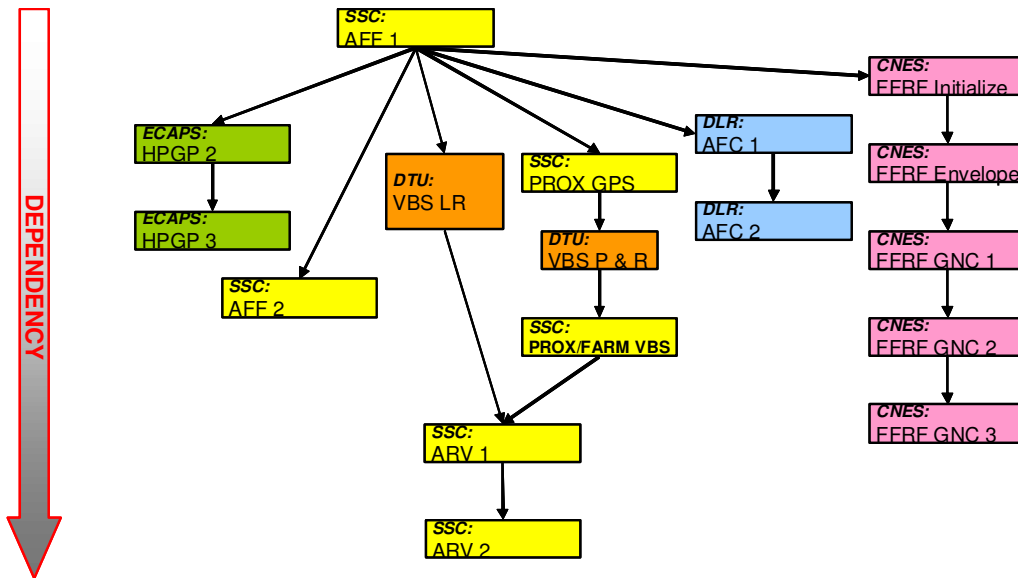 SSC:
AFF 1
CNES:
FFRF Initialize
ECAPS:
HPGP 2
DLR:
AFC 1
DTU:
VBS LR
SSC:
PROX GPS
CNES:
FFRF Envelope
ECAPS:
HPGP 3
DLR:
AFC 2
DTU:
VBS P & R
CNES:
FFRF GNC 1
SSC:
AFF 2
SSC:
PROX/FARM VBS
CNES:
FFRF GNC 2
CNES:
FFRF GNC 3
SSC:
ARV 1
SSC:
ARV 2
DEPENDENCY